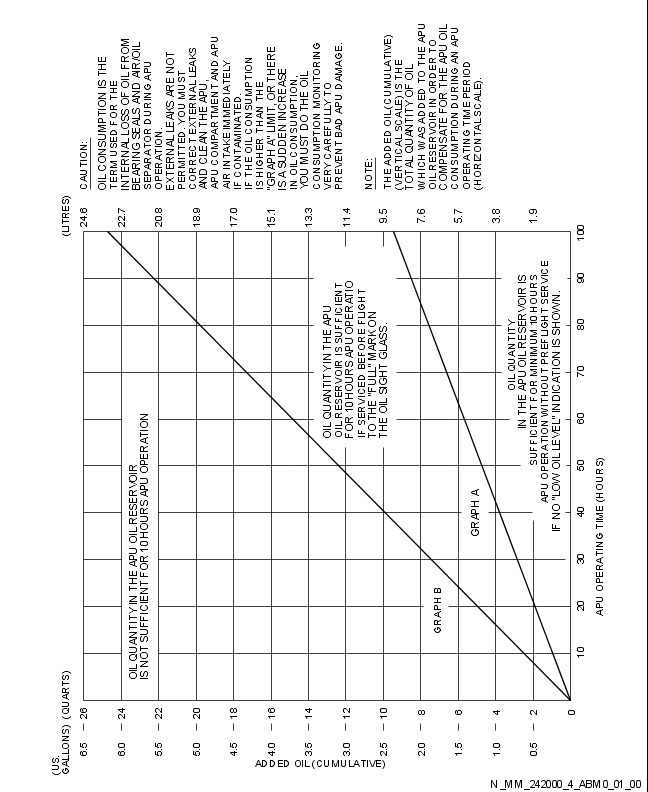 (US.
GALLONS) (QUARTS)
6.5 – 26
6.0 – 24
5.5 – 22
5.0 – 20
4.5 – 18
4.0 – 16
3.5 – 14
3.0 – 12
2.5 – 10
2.0 – 8
1.5 – 6
1.0 – 4
0.5 – 2
0
ADDED OIL (CUMULATIVE)
OIL QUANTITY IN THE APU OIL RESERVOIR
IS NOT SUFFICIENT FOR 10 HOURS APU OPERATION
OIL QUANTITY IN THE APU
OIL RESERVOIR IS SUFFICIENT
FOR 10 HOURS APU OPERATIO
IF SERVICED BEFORE FLIGHT
TO THE "FULL" MARK ON
THE OIL SIGHT GLASS.
GRAPH B
GRAPH A
OIL QUANTITY
IN THE APU OIL RESERVOIR IS
SUFFICIENT FOR MINIMUM 10 HOURS
APU OPERATION WITHOUT PREFLIGHT SERVICE
IF NO "LOW OIL LEVEL" INDICATION IS SHOWN.
10
20
30
40
50
60
70
80
90
100
APU OPERATING TIME (HOURS)
(LITRES)
24.6
22.7
20.8
18.9
17.0
15.1
13.3
11.4
9.5
7.6
5.7
3.8
1.9
CAUTION:
OIL CONSUMPTION IS THE
TERM USED FOR THE
INTERNAL LOSS OF OIL FROM
BEARING SEALS AND AIR/OIL
SEPARATOR DURING APU
OPERATION.
EXTERNAL LEAKS ARE NOT
PERMITTED. YOU MUST
CORRECT EXTERNAL LEAKS
AND CLEAN THE APU,
APU COMPARTMENT AND APU
AIR INTAKE IMMEDIATELY
IF CONTAMINATED.
IF THE OIL CONSUMPTION
IS HIGHER THAN THE
"GRAPH A" LIMIT, OR THERE
IS A SUDDEN INCREASE
IN OIL CONSUMPTION,
YOU MUST DO THE OIL
CONSUMPTION MONITORING
VERY CAREFULLY TO
PREVENT BAD APU DAMAGE.
NOTE:
THE ADDED OIL (CUMULATIVE)
(VERTICAL SCALE) IS THE
TOTAL QUANTITY OF OIL
WHICH WAS ADDED TO THE APU
OIL RESERVOIR IN ORDER TO
COMPENSATE FOR THE APU OIL
CONSUMPTION DURING AN APU
OPERATING TIME PERIOD
(HORIZONTAL SCALE).
N_MM_242000_4_ABM0_01_00